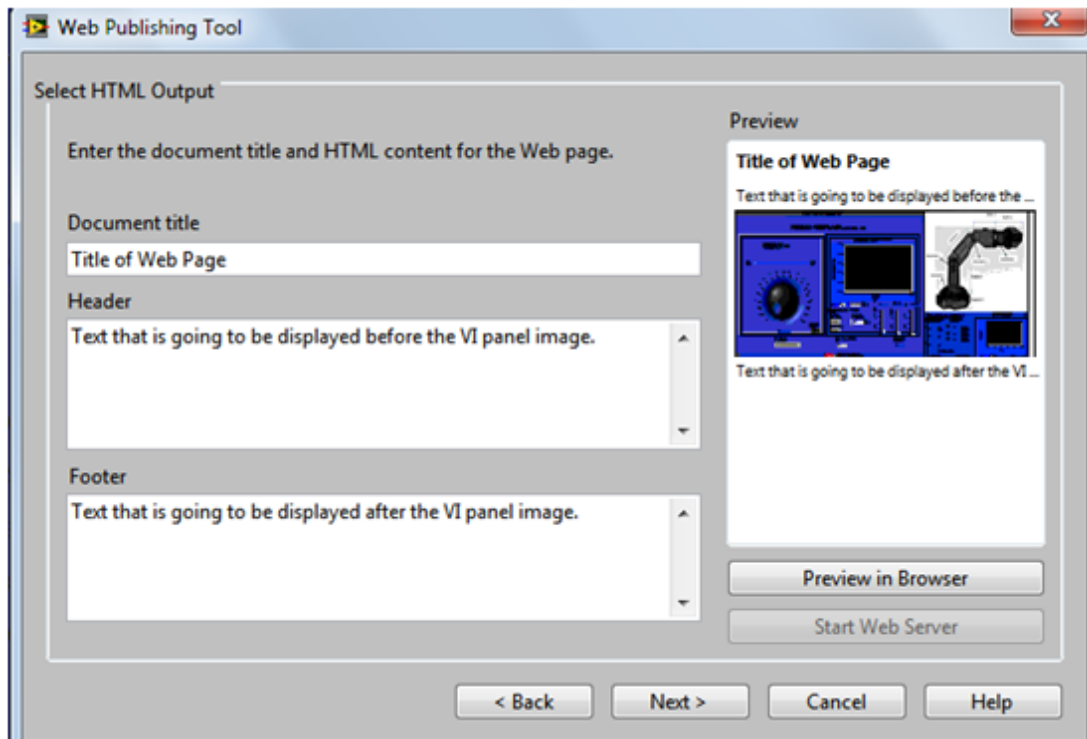 Web Publishing Tool
Select HTML Output
Enter the document title and HTML content for the Web page.
Document title
Title of Web Page
Header
Text that is going to be displayed before the VI panel image.
Footer
Text that is going to be displayed after the VI panel image.
Preview
Title of Web Page
Text that is going to be displayed before the ...
Text that is going to be displayed after the VI ...
Preview in Browser
Start Web Server
< Back
Next >
Cancel
Help